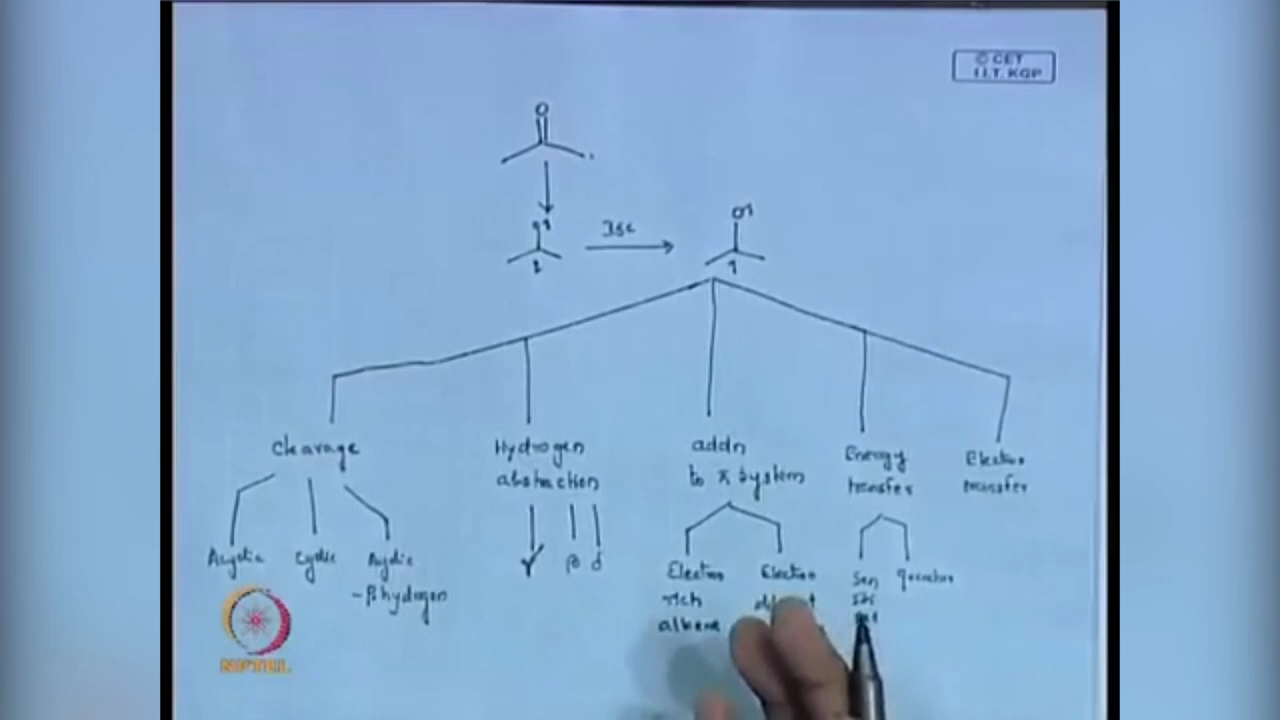 © CET
I.I.T. KGP
O
Isc
Cleavage
Hydrogen
abstraction
addn
to π system
Energy
transfer
Electron
transfer
Acyclic
Cyclic
Acyclic
-β hydrogen
γ
β δ
Electron
rich
alkene
Electron
Sen
quencher
NPTEL